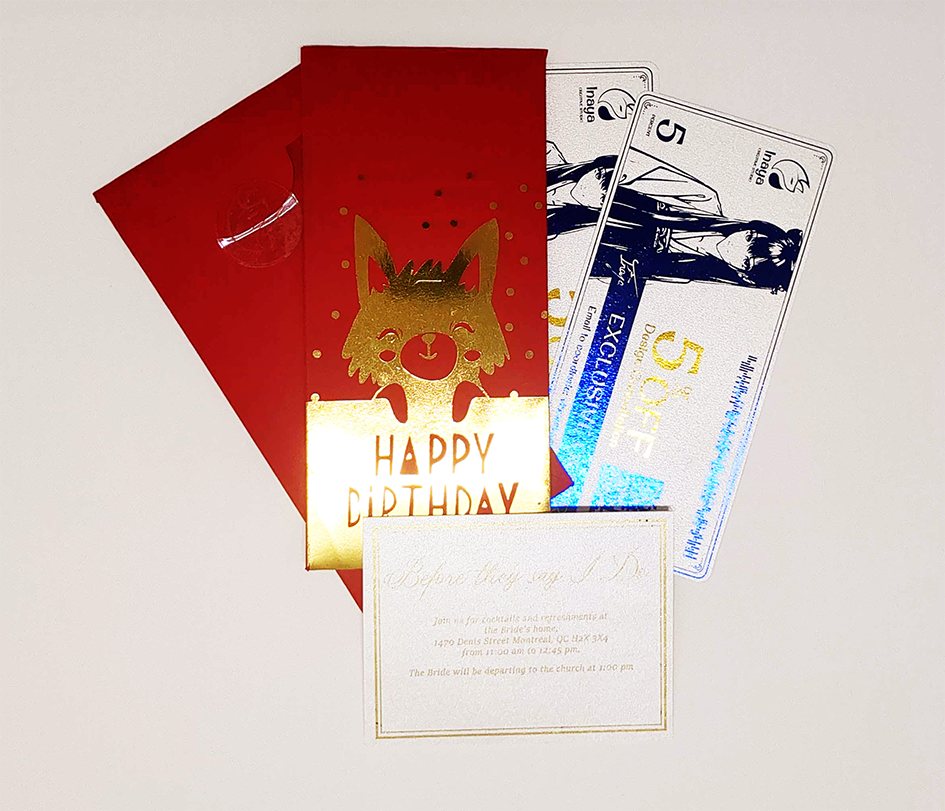 HAPPY
BIRTHDAY
Inaya
5
PERCENT
Inaya
EXCLUSIVE
Email to
5% OFF
Before they say I Do
Join us for cocktails and refreshments at
the Bride's home,
1470 Denis Street Montreal, QC H2X 3X4
from 11:00 am to 12:45 pm.
The Bride will be departing to the church at 1:00 pm